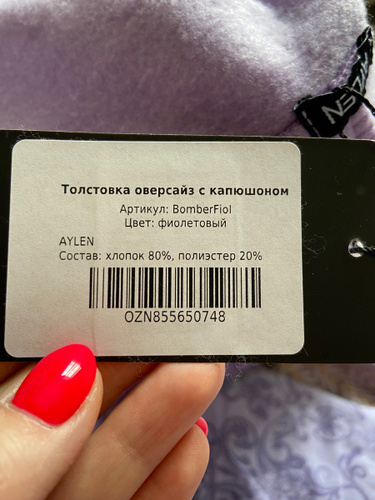 Толстовка оверсайз с капюшоном
Артикул: BomberFiol
Цвет: фиолетовый
AYLEN
Состав: хлопок 80%, полиэстер 20%
OZN855650748